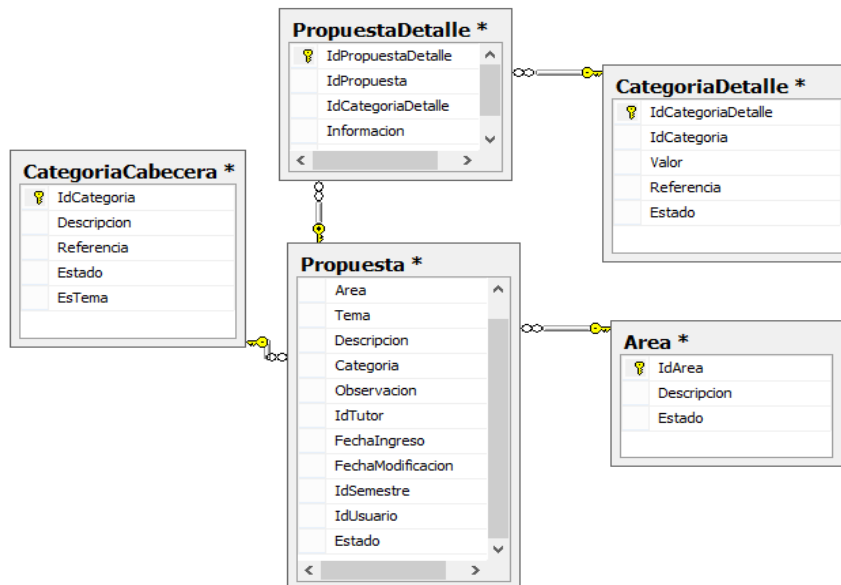 PropuestaDetalle *
IdPropuestaDetalle
IdPropuesta
IdCategoriaDetalle
Informacion
CategoriaDetalle *
IdCategoriaDetalle
IdCategoria
Valor
Referencia
Estado
CategoriaCabecera *
IdCategoria
Descripcion
Referencia
Estado
EsTema
Propuesta *
Area
Tema
Descripcion
Categoria
Observacion
IdTutor
FechaIngreso
FechaModificacion
IdSemestre
IdUsuario
Estado
Area *
IdArea
Descripcion
Estado